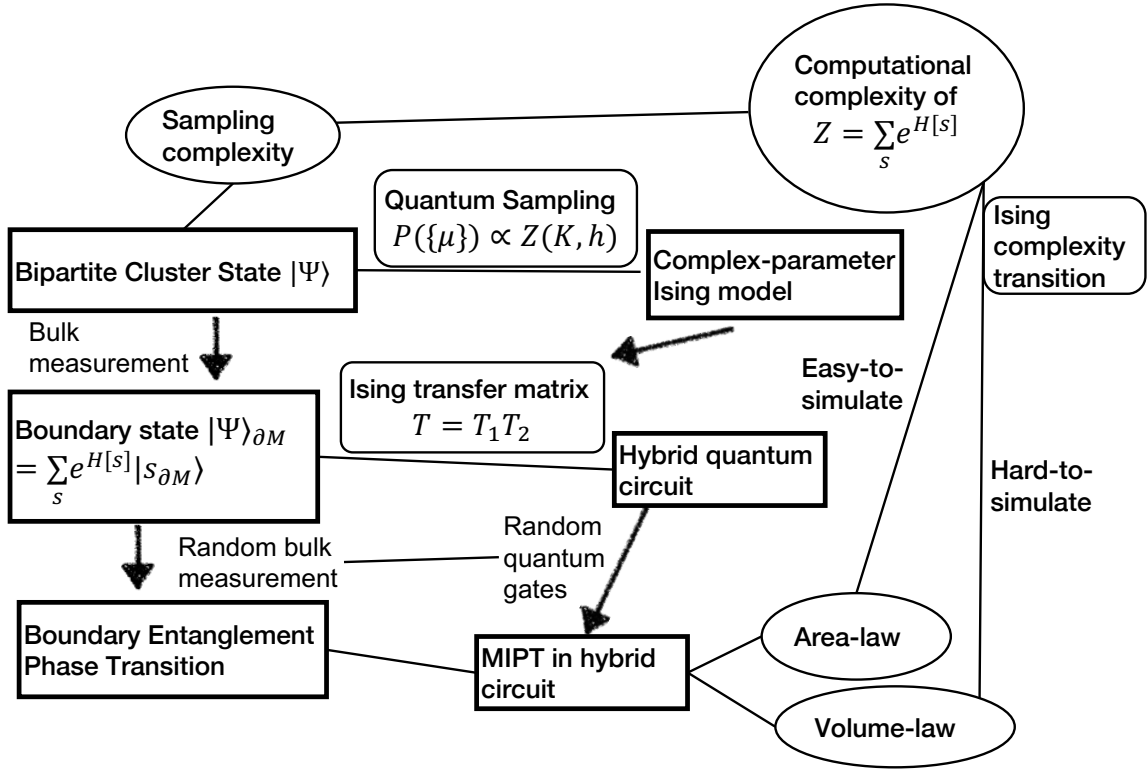 Computational
complexity of
Z = ∑_s e^{H[s]}
Sampling
complexity
Quantum Sampling
P({μ}) ∝ Z(K, h)
Ising
complexity
transition
Bipartite Cluster State |Ψ⟩
Complex-parameter
Ising model
Bulk
measurement
Easy-to-
simulate
Ising transfer matrix
T = T₁T₂
Boundary state |Ψ⟩_{∂M}
= ∑_s e^{H[s]}|s_{∂M}⟩
Hybrid quantum
circuit
Hard-to-
simulate
Random bulk
measurement
Random
quantum
gates
Boundary Entanglement
Phase Transition
MIPT in hybrid
circuit
Area-law
Volume-law